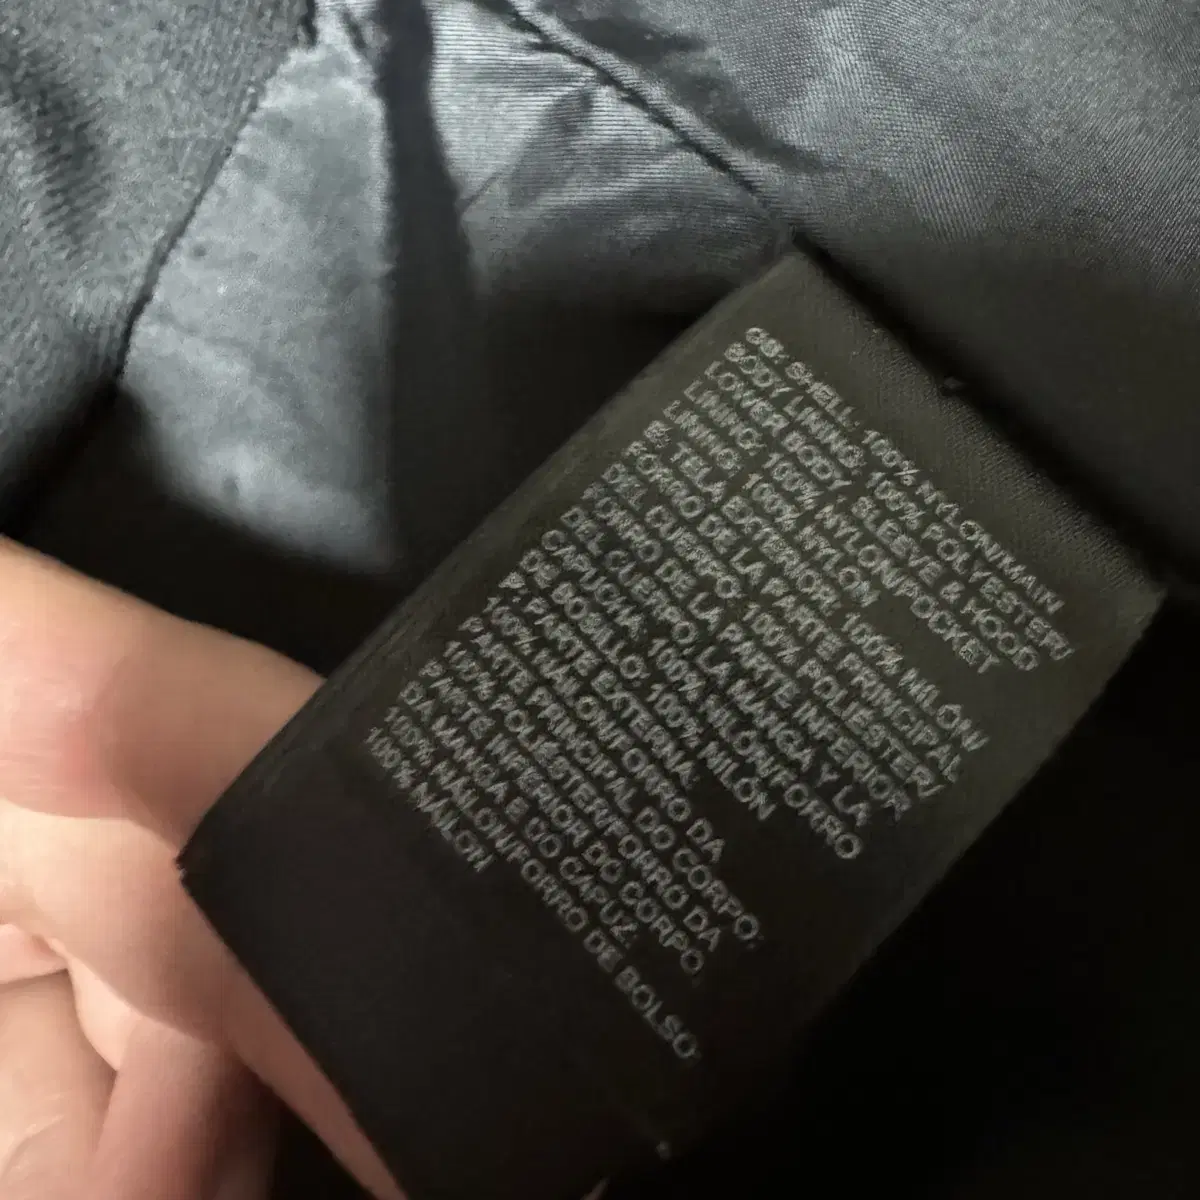 GB: SHELL: 100% NYLON/MAIN
BODY LINING: 100% POLYESTER/
LOWER BODY, SLEEVE & HOOD
LINING: 100% NYLON/POCKET
LINING: 100% NYLON
E: TELA EXTERIOR: 100% NILÓN/
FORRO DE LA PARTE PRINCIPAL
DEL CUERPO: 100% POLIÉSTER/
FORRO DE LA PARTE INTERIOR
DEL CUERPO, LA MANGA Y LA
CAPUCHA: 100% NILÓN/FORRO
DE BOLSILLO: 100% NILÓN
P: PARTE EXTERNA:
100% NÁILON/FORRO DA
PARTE PRINCIPAL DO CORPO:
100% POLIÉSTER/FORRO DA
PARTE INFERIOR DO CORPO,
DA MANGA E DO CAPUZ:
100% NÁILON/FORRO DE BOLSO:
100% NÁILON